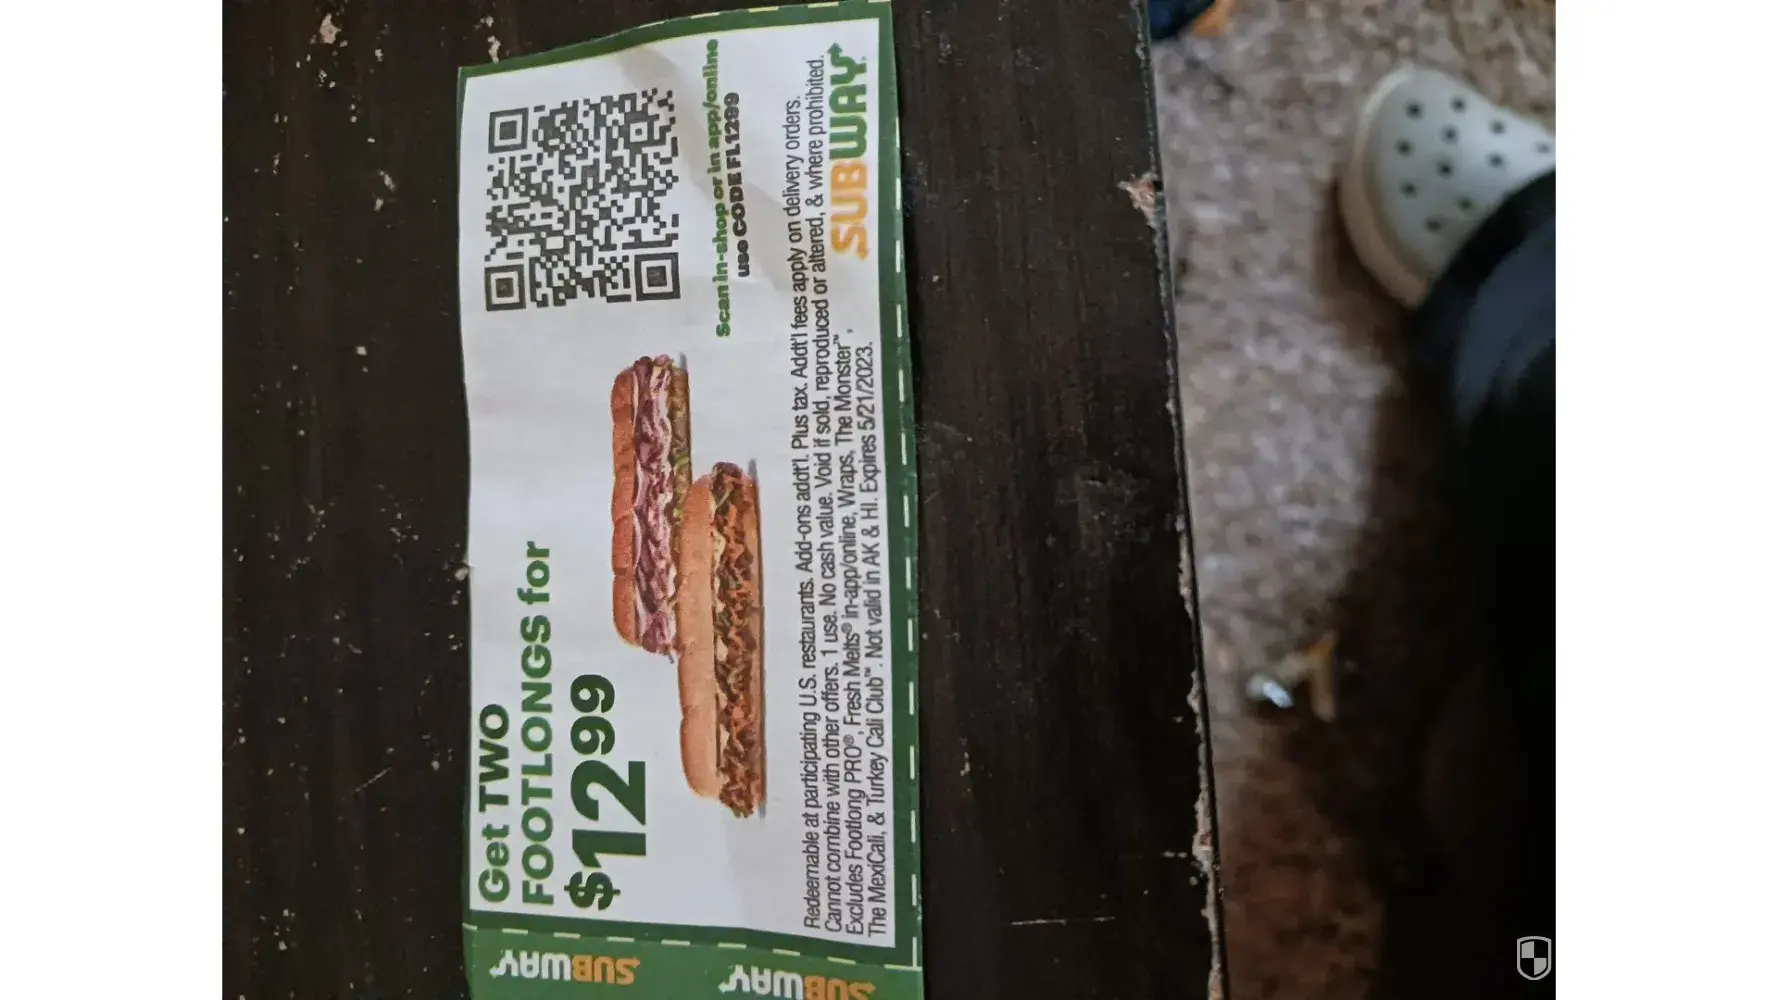 Get TWO
FOOTLONGS for
$1299
Scan in-shop or in app/online
use CODE FL1299
Redeemable at participating U.S. restaurants. Add-ons addt'l. Plus tax. Addt'l fees apply on delivery orders.
Cannot combine with other offers. 1 use. No cash value. Void if sold, reproduced or altered, & where prohibited.
Excludes Footlong PRO®, Fresh Melts® in-app/online, Wraps, The Monster™,
The MexiCali, & Turkey Cali Club™. Not valid in AK & HI. Expires 5/21/2023.
SUBWAY®
SUBWAY
SUBWAY